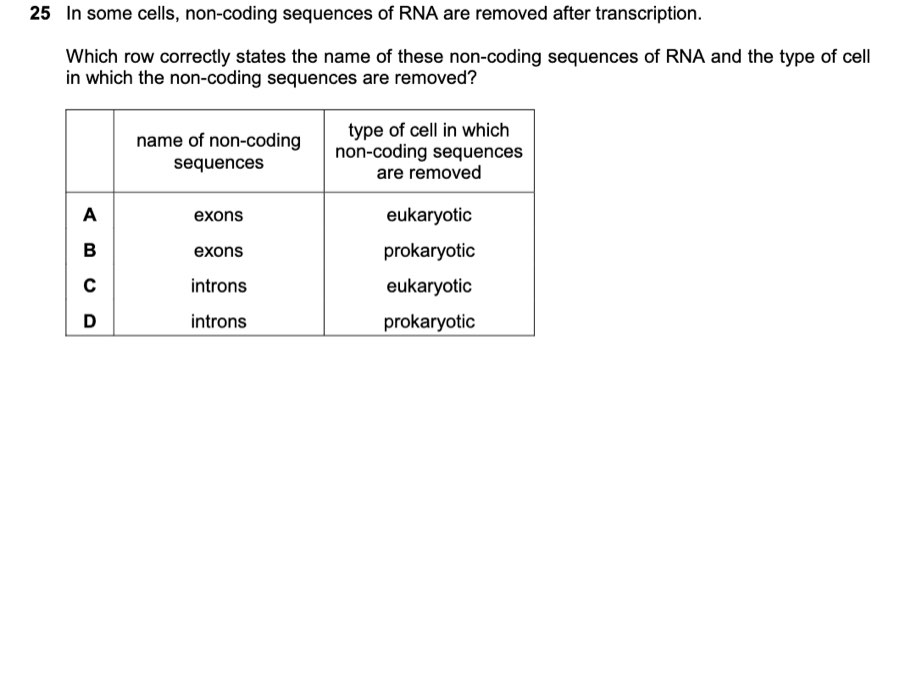 25 In some cells, non-coding sequences of RNA are removed after transcription.
Which row correctly states the name of these non-coding sequences of RNA and the type of cell
in which the non-coding sequences are removed?
name of non-coding
sequences
type of cell in which
non-coding sequences
are removed
A exons eukaryotic
B exons prokaryotic
C introns eukaryotic
D introns prokaryotic